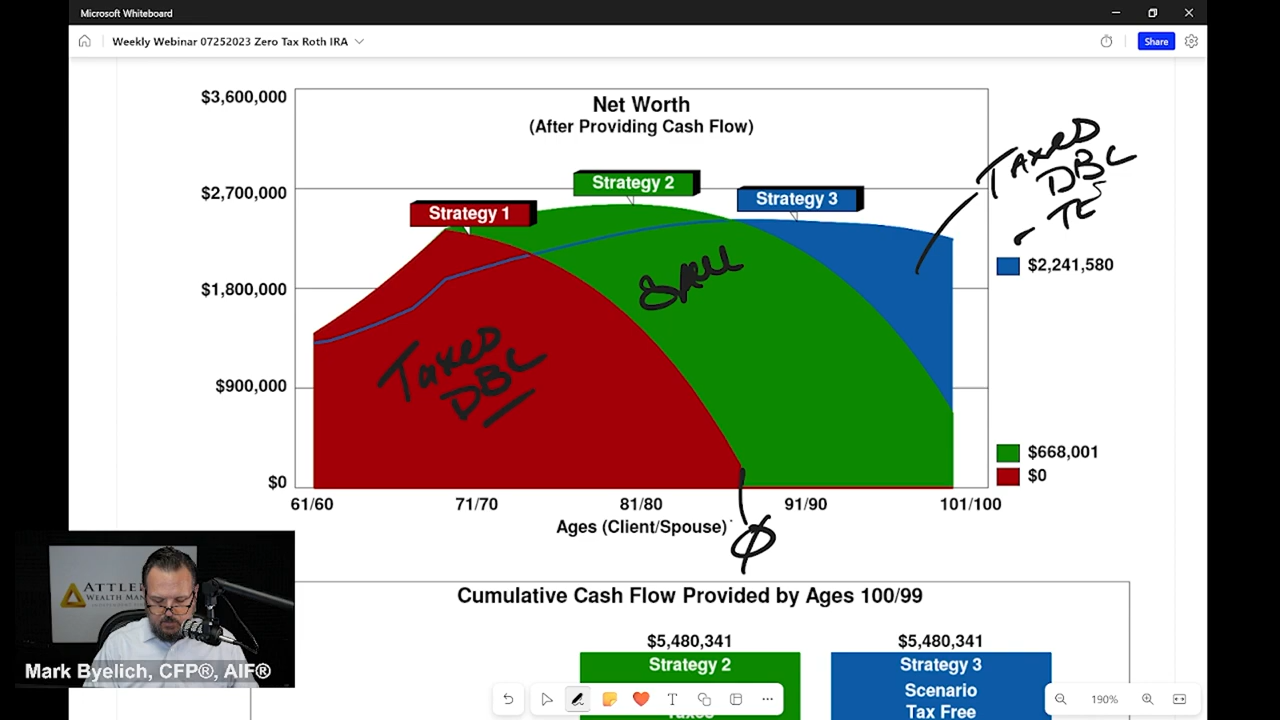 Microsoft Whiteboard
Weekly Webinar 07252023 Zero Tax Roth IRA
Share
$3,600,000
$2,700,000
$1,800,000
$900,000
$0
Net Worth
(After Providing Cash Flow)
Strategy 1
Strategy 2
Strategy 3
Taxed
DBC
Taxed
DBC
$2,241,580
$668,001
$0
61/60
71/70
81/80
91/90
101/100
Ages (Client/Spouse)
Ø
Cumulative Cash Flow Provided by Ages 100/99
$5,480,341
$5,480,341
Strategy 2
Strategy 3
Scenario
Tax Free
Taxes
Mark Byelich, CFP®, AIF®
190%